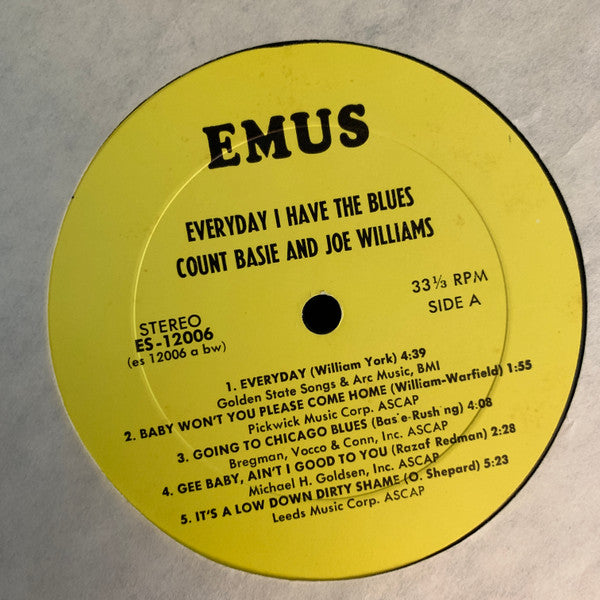 EMUS
EVERYDAY I HAVE THE BLUES
COUNT BASIE AND JOE WILLIAMS
33⅓ RPM
SIDE A
STEREO
ES-12006
(es 12006 a bw)
1. EVERYDAY (William York) 4:39
Golden State Songs & Arc Music, BMI
2. BABY WON'T YOU PLEASE COME HOME (William-Warfield) 1:55
Pickwick Music Corp. ASCAP
3. GOING TO CHICAGO BLUES (Bas'e-Rush'ng) 4:08
Bregman, Vocco & Conn, Inc. ASCAP
4. GEE BABY, AIN'T I GOOD TO YOU (Razaf Redman) 2:28
Michael H. Goldsen, Inc. ASCAP
5. IT'S A LOW DOWN DIRTY SHAME (O. Shepard) 5:23
Leeds Music Corp. ASCAP